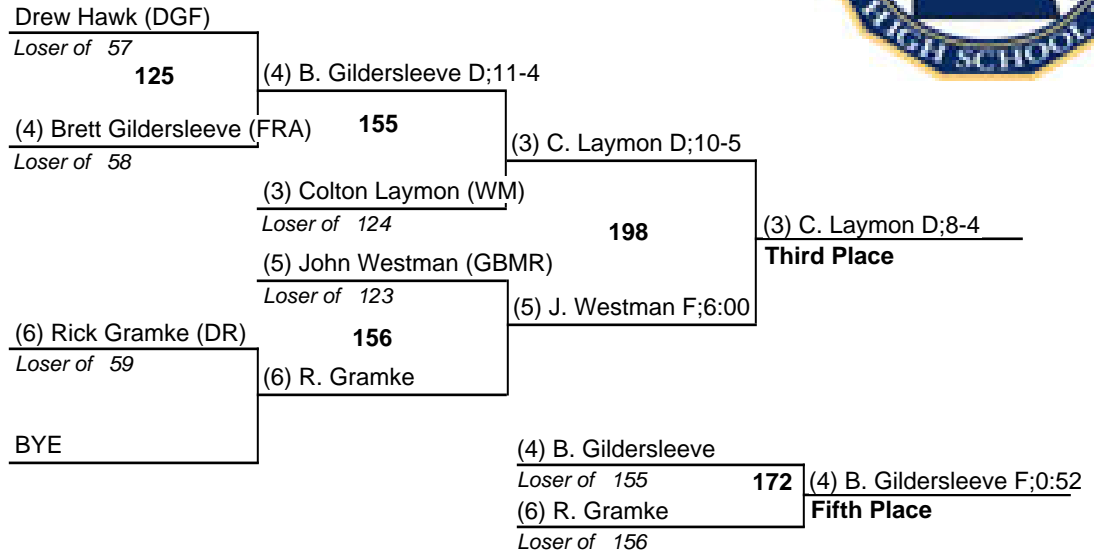 Drew Hawk (DGF)
Loser of 57
125
(4) B. Gildersleeve D;11-4
(4) Brett Gildersleeve (FRA)
Loser of 58
155
(3) C. Laymon D;10-5
(3) Colton Laymon (WM)
Loser of 124
198
(3) C. Laymon D;8-4
Third Place
(5) John Westman (GBMR)
Loser of 123
(5) J. Westman F;6:00
(6) Rick Gramke (DR)
Loser of 59
156
(6) R. Gramke
BYE
(4) B. Gildersleeve
Loser of 155
172
(4) B. Gildersleeve F;0:52
Fifth Place
(6) R. Gramke
Loser of 156
HIGH SCHOOL